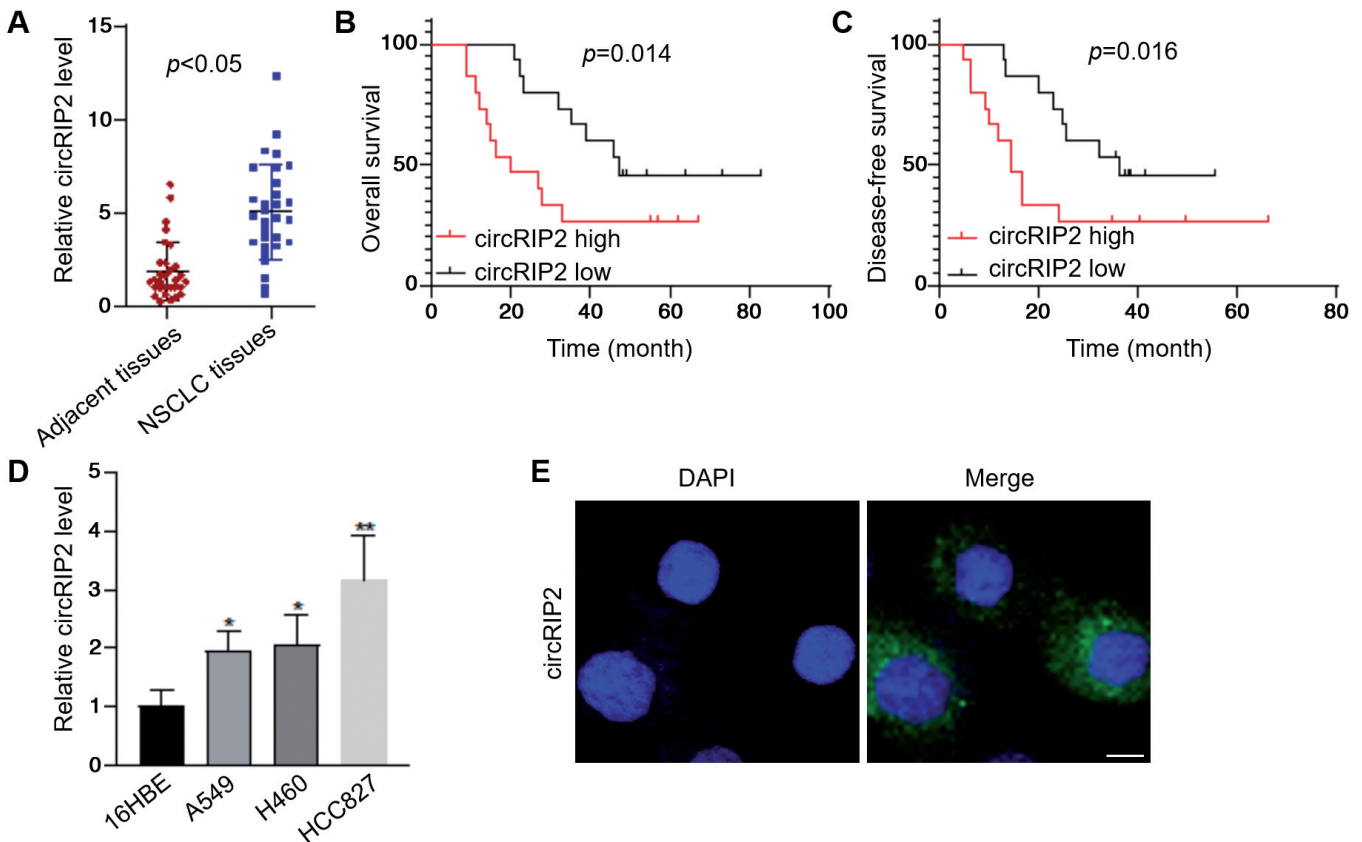 A
Relative circRIP2 level
15
10
5
0
p<0.05
Adjacent tissues
NSCLC tissues
B
Overall survival
100
50
0
p=0.014
circRIP2 high
circRIP2 low
0 20 40 60 80 100
Time (month)
C
Disease-free survival
100
50
0
p=0.016
circRIP2 high
circRIP2 low
0 20 40 60 80
Time (month)
D
Relative circRIP2 level
5
4
3
2
1
0
* * **
16HBE
A549
H460
HCC827
E
DAPI Merge
circRIP2